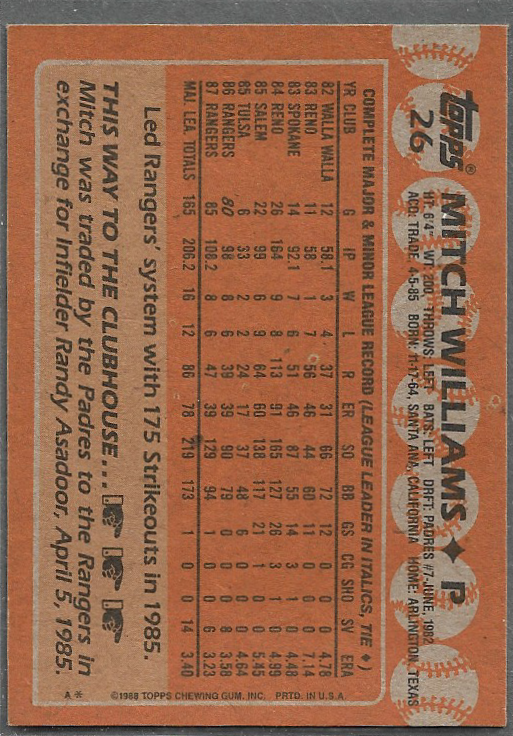 topps®
26
MITCH WILLIAMS ♦ P
HT: 6'4" WT: 200 THROWS: LEFT BATS: LEFT DRFT: PADRES #7-JUNE, 1982
ACQ: TRADE, 4-5-85 BORN: 11-17-64, SANTA ANA, CALIFORNIA HOME: ARLINGTON, TEXAS
COMPLETE MAJOR & MINOR LEAGUE RECORD (LEAGUE LEADER IN ITALICS, TIE ♦)
YR CLUB G IP W L R ER SO BB GS CG SHO SV ERA
82 WALLA WALLA 12 58.1 3 4 37 31 66 72 12 0 0 0 4.78
83 RENO 11 58 1 7 56 46 44 60 11 1 0 0 7.14
83 SPOKANE 14 92.1 7 6 51 46 87 55 14 3 0 0 4.48
84 RENO 26 164 9 8 113 91 165 127 26 3 1 0 4.99
85 SALEM 22 99 6 9 64 60 138 117 21 1 0 0 5.45
85 TULSA 6 33 2 2 24 17 37 48 6 0 0 0 4.64
86 RANGERS 80 98 8 6 39 39 90 79 0 0 0 8 3.58
87 RANGERS 85 108.2 8 6 47 39 129 94 1 0 0 6 3.23
MAJ. LEA. TOTALS 165 206.2 16 12 86 78 219 173 1 0 0 14 3.40
Led Rangers' system with 175 Strikeouts in 1985.
THIS WAY TO THE CLUBHOUSE...
Mitch was traded by the Padres to the Rangers in
exchange for Infielder Randy Asadoor, April 5, 1985.
©1988 TOPPS CHEWING GUM, INC. PRTD. IN U.S.A.
A*